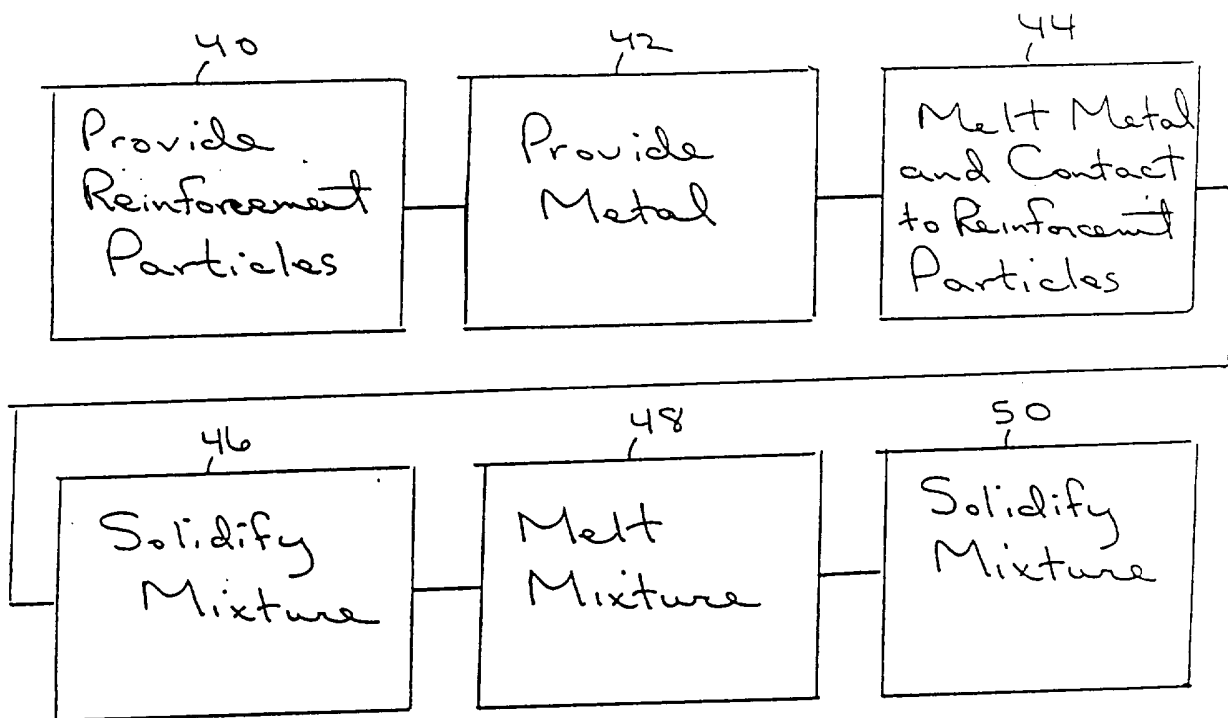 40
Provide
Reinforcement
Particles
42
Provide
Metal
44
Melt Metal
and Contact
to Reinforcemnt
Particles
46
Solidify
Mixture
48
Melt
Mixture
50
Solidify
Mixture